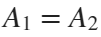 A₁ = A₂